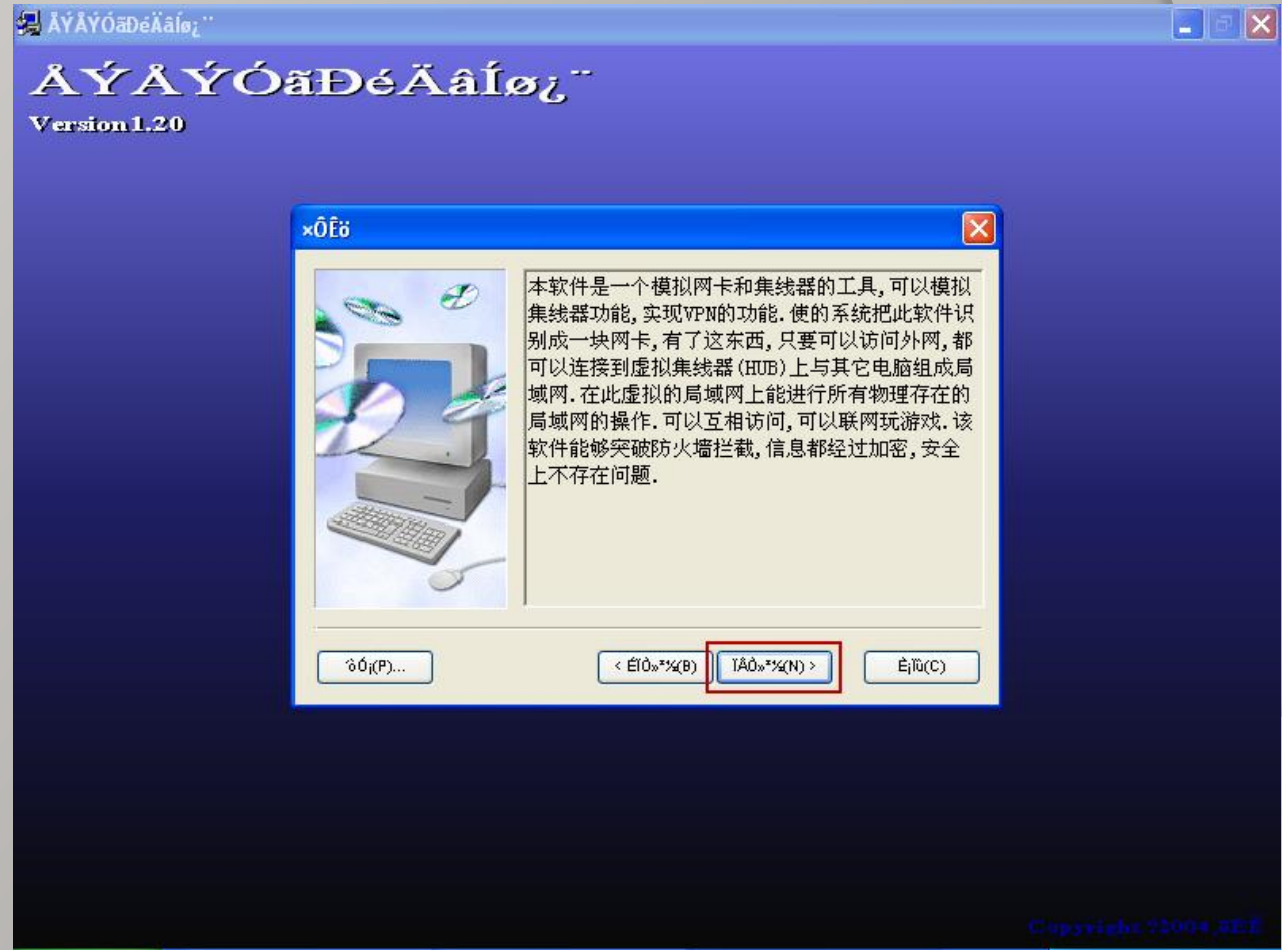 ÅÝÅÝÓãÐéÄâÍø¿¨
ÅÝÅÝÓãÐéÄâÍø¿¨
Version1.20
×ÔÊö
本软件是一个模拟网卡和集线器的工具,可以模拟
集线器功能,实现VPN的功能.使的系统把此软件识
别成一块网卡,有了这东西,只要可以访问外网,都
可以连接到虚拟集线器(HUB)上与其它电脑组成局
域网.在此虚拟的局域网上能进行所有物理存在的
局域网的操作.可以互相访问,可以联网玩游戏.该
软件能够突破防火墙拦截,信息都经过加密,安全
上不存在问题.
´òÓ¡(P)...
< ÉÏÒ»²½(B)
ÏÂÒ»²½(N) >
È¡Ïû(C)
Copyright ?2004